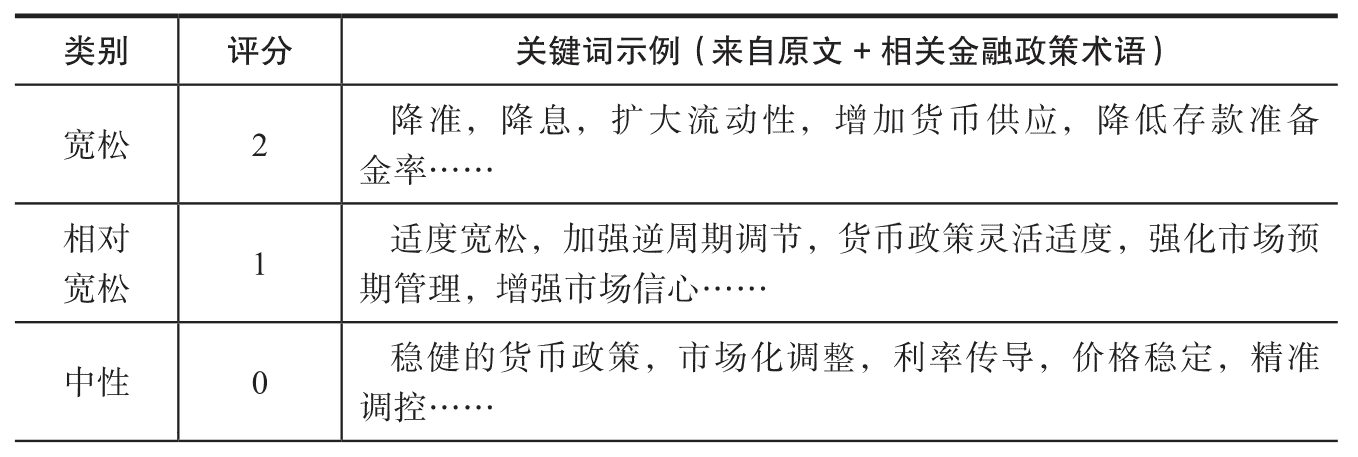 类别 评分 关键词示例（来自原文 + 相关金融政策术语）
宽松 2 降准，降息，扩大流动性，增加货币供应，降低存款准备
金率……
相对
宽松 1 适度宽松，加强逆周期调节，货币政策灵活适度，强化市场预
期管理，增强市场信心……
中性 0 稳健的货币政策，市场化调整，利率传导，价格稳定，精准
调控……